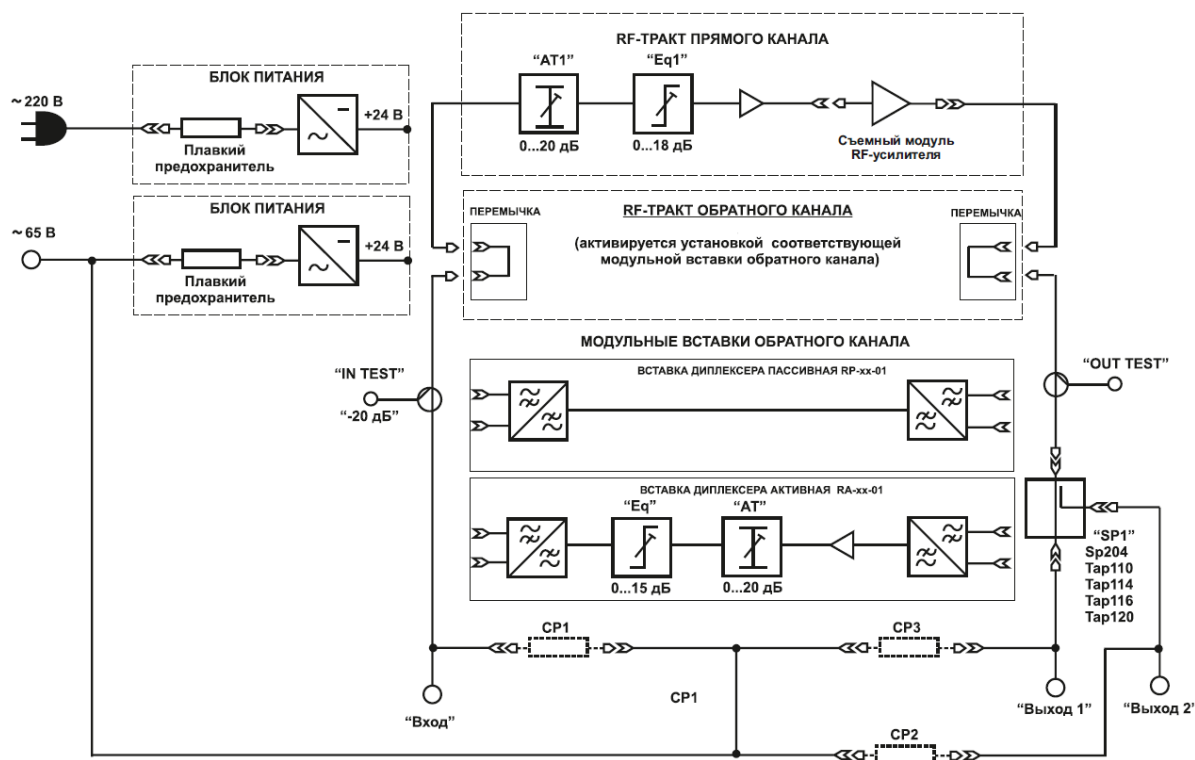 RF-ТРАКТ ПРЯМОГО КАНАЛА
“AT1”
“Eq1”
0...20 дБ
0...18 дБ
Съемный модуль
RF-усилителя
БЛОК ПИТАНИЯ
~ 220 В
+24 В
Плавкий
предохранитель
БЛОК ПИТАНИЯ
~ 65 В
+24 В
Плавкий
предохранитель
ПЕРЕМЫЧКА
RF-ТРАКТ ОБРАТНОГО КАНАЛА
ПЕРЕМЫЧКА
(активируется установкой соответствующей
модульной вставки обратного канала)
МОДУЛЬНЫЕ ВСТАВКИ ОБРАТНОГО КАНАЛА
“IN TEST”
“-20 дБ”
ВСТАВКА ДИПЛЕКСЕРА ПАССИВНАЯ RP-xx-01
“OUT TEST”
ВСТАВКА ДИПЛЕКСЕРА АКТИВНАЯ RA-xx-01
“Eq”
“AT”
0...15 дБ
0...20 дБ
“SP1”
Sp204
Tap110
Tap114
Tap116
Tap120
CP1
CP3
CP1
“Вход”
“Выход 1”
“Выход 2’
CP2